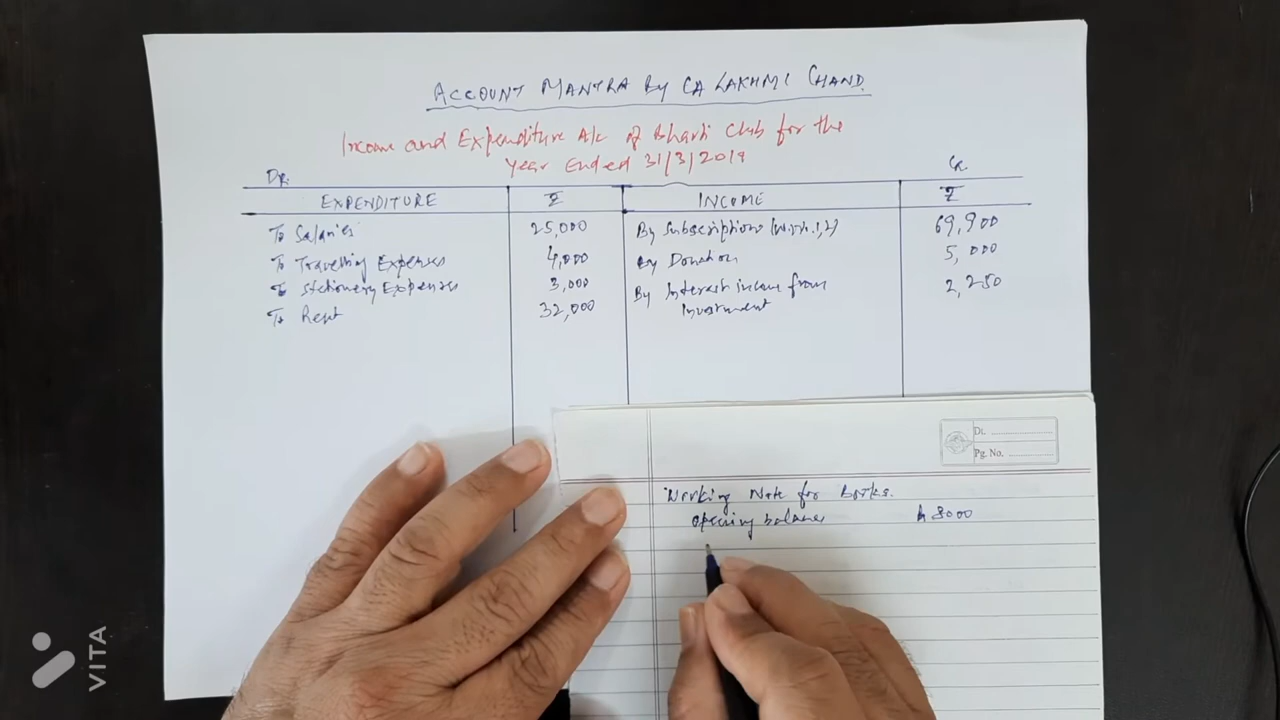 ACCOUNT MANTRA By CA LAKHMI CHAND.
Income and Expenditure A/c of Bharti Club for the
Year Ended 31/3/2019
Dr. Cr.
EXPENDITURE ₹ INCOME ₹
To Salaries 25,000 By Subscriptions (W.N.1,2) 69,900
To Travelling Expenses 4,000 By Donation 5,000
To Stationery Expenses 3,000 By Interest income from 2,250
To Rent 32,000 Investment
Dt.
Pg. No.
Working Note for Books.
Opening balance 8000
VITA